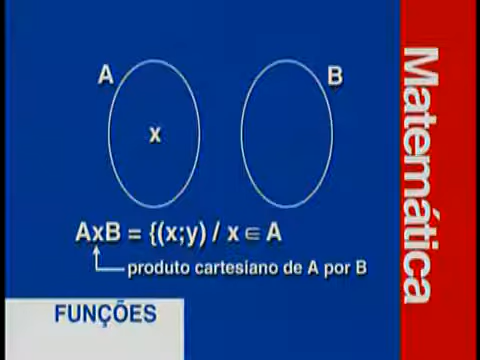 A
B
x
AxB = {(x;y) / x ∈ A
produto cartesiano de A por B
FUNÇÕES
Matemática